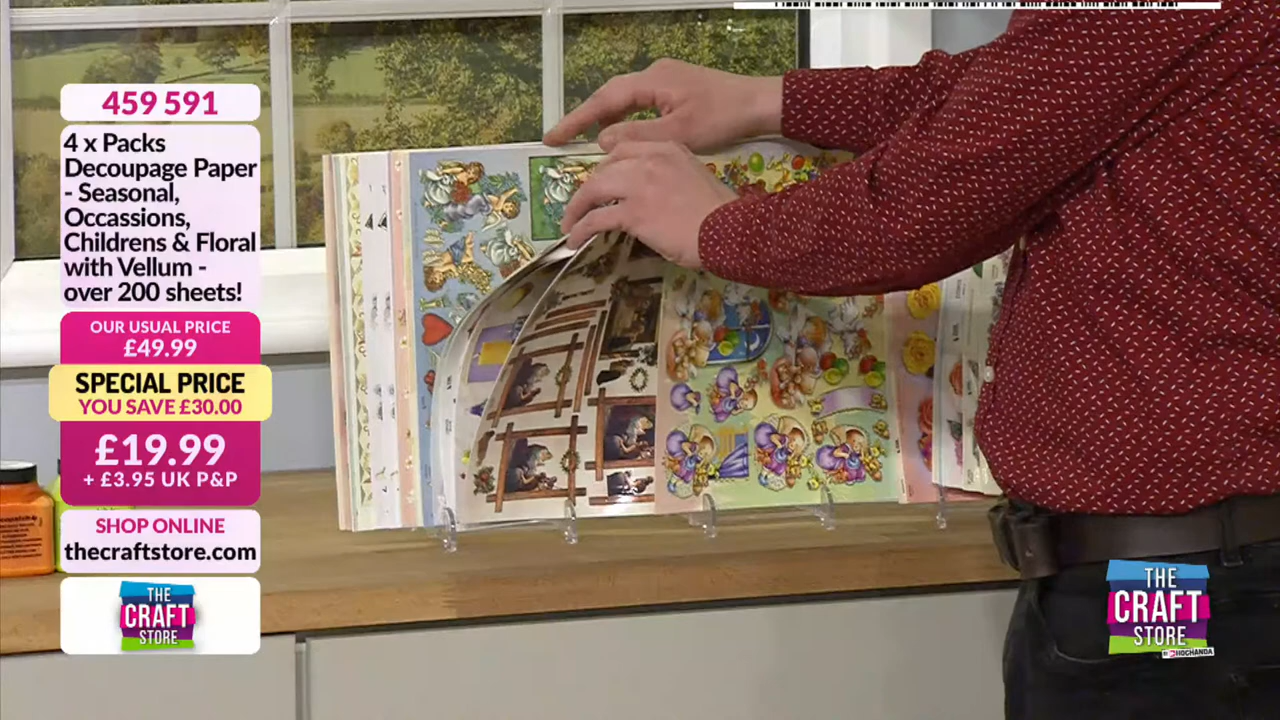 459 591
4 x Packs
Decoupage Paper
- Seasonal,
Occassions,
Childrens & Floral
with Vellum -
over 200 sheets!
OUR USUAL PRICE
£49.99
SPECIAL PRICE
YOU SAVE £30.00
£19.99
+ £3.95 UK P&P
SHOP ONLINE
thecraftstore.com
THE
CRAFT
STORE
THE
CRAFT
STORE
BY HOCHANDA